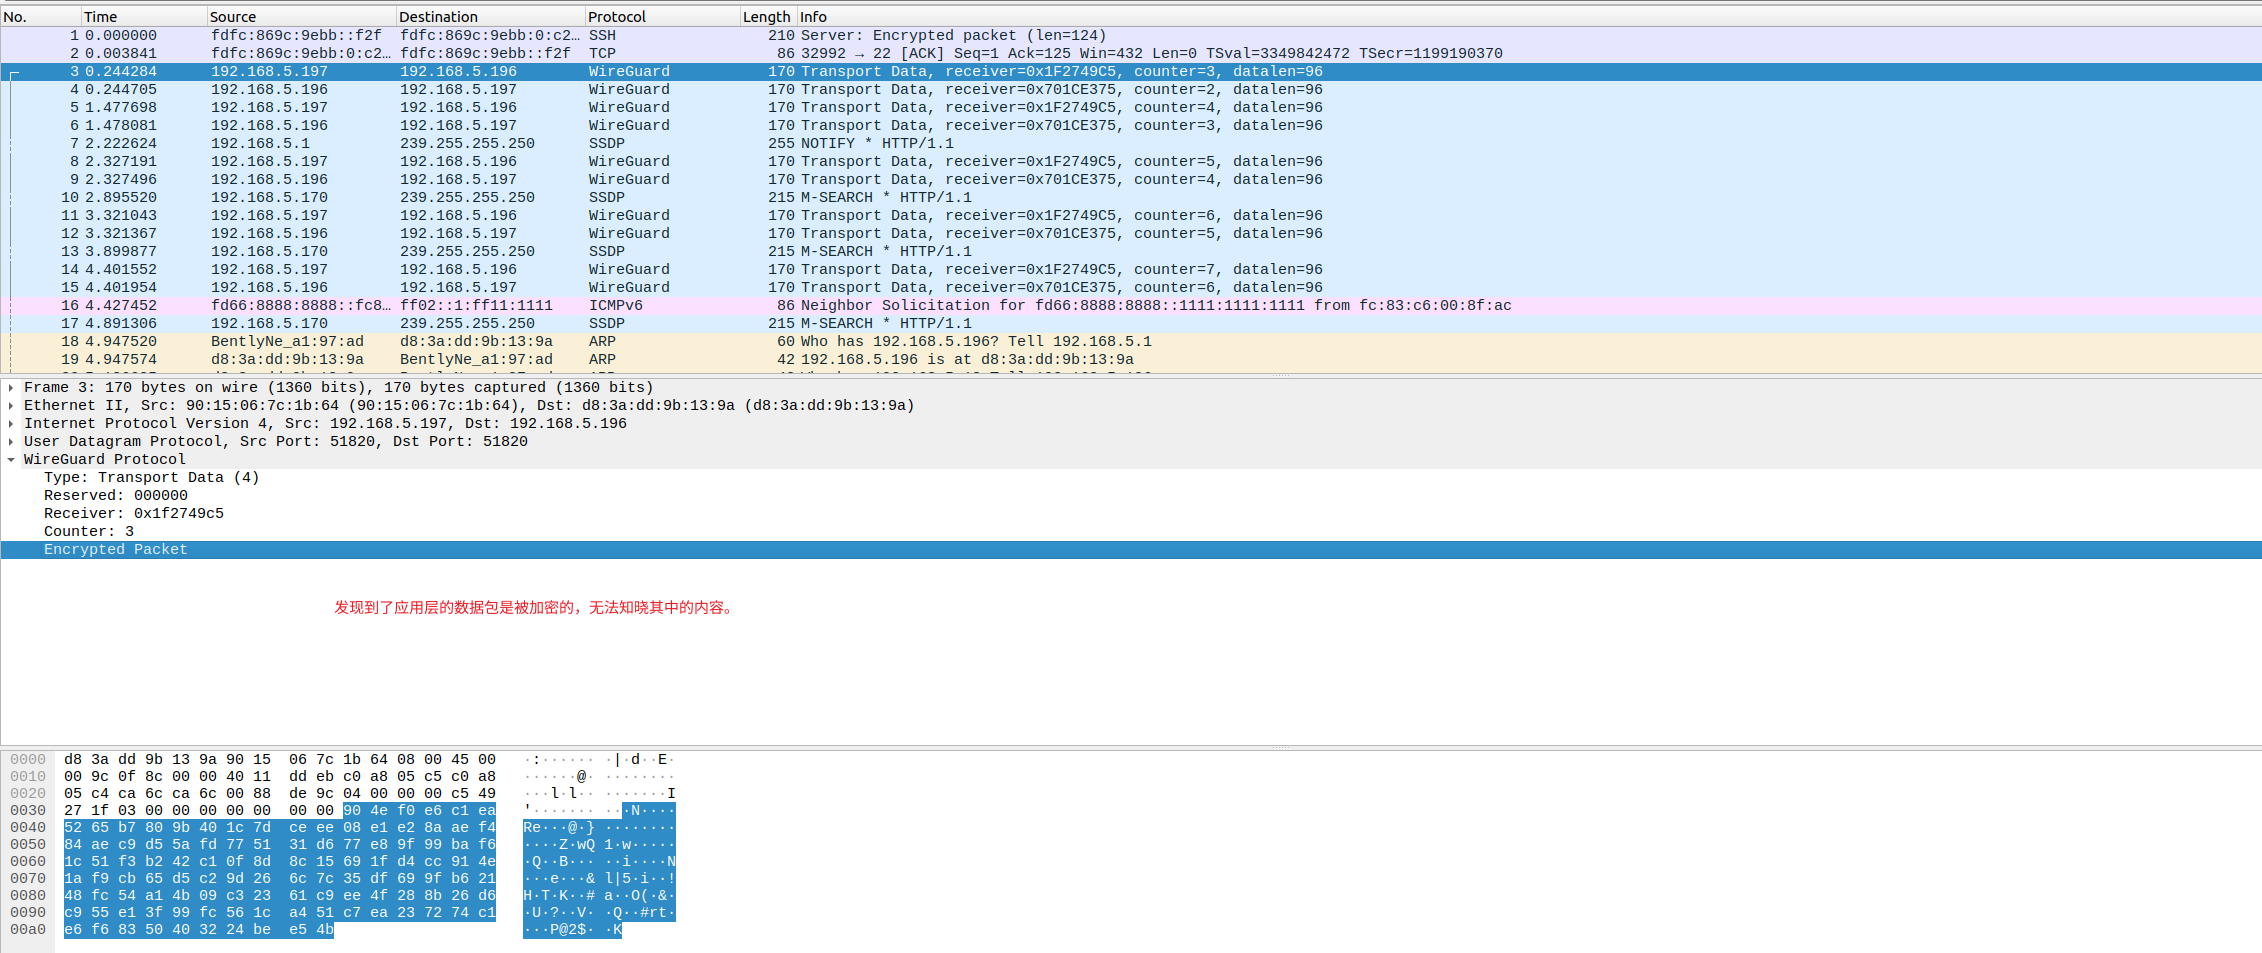 No. Time Source Destination Protocol Length Info
1 0.000000 fdfc:869c:9ebb::f2f fdfc:869c:9ebb:0:c2… SSH 210 Server: Encrypted packet (len=124)
2 0.003841 fdfc:869c:9ebb:0:c2… fdfc:869c:9ebb::f2f TCP 86 32992 → 22 [ACK] Seq=1 Ack=125 Win=432 Len=0 TSval=3349842472 TSecr=1199190370
3 0.244284 192.168.5.197 192.168.5.196 WireGuard 170 Transport Data, receiver=0x1F2749C5, counter=3, datalen=96
4 0.244705 192.168.5.196 192.168.5.197 WireGuard 170 Transport Data, receiver=0x701CE375, counter=2, datalen=96
5 1.477698 192.168.5.197 192.168.5.196 WireGuard 170 Transport Data, receiver=0x1F2749C5, counter=4, datalen=96
6 1.478081 192.168.5.196 192.168.5.197 WireGuard 170 Transport Data, receiver=0x701CE375, counter=3, datalen=96
7 2.222624 192.168.5.1 239.255.255.250 SSDP 255 NOTIFY * HTTP/1.1
8 2.327191 192.168.5.197 192.168.5.196 WireGuard 170 Transport Data, receiver=0x1F2749C5, counter=5, datalen=96
9 2.327496 192.168.5.196 192.168.5.197 WireGuard 170 Transport Data, receiver=0x701CE375, counter=4, datalen=96
10 2.895520 192.168.5.170 239.255.255.250 SSDP 215 M-SEARCH * HTTP/1.1
11 3.321043 192.168.5.197 192.168.5.196 WireGuard 170 Transport Data, receiver=0x1F2749C5, counter=6, datalen=96
12 3.321367 192.168.5.196 192.168.5.197 WireGuard 170 Transport Data, receiver=0x701CE375, counter=5, datalen=96
13 3.899877 192.168.5.170 239.255.255.250 SSDP 215 M-SEARCH * HTTP/1.1
14 4.401552 192.168.5.197 192.168.5.196 WireGuard 170 Transport Data, receiver=0x1F2749C5, counter=7, datalen=96
15 4.401954 192.168.5.196 192.168.5.197 WireGuard 170 Transport Data, receiver=0x701CE375, counter=6, datalen=96
16 4.427452 fd66:8888:8888::fc8… ff02::1:ff11:1111 ICMPv6 86 Neighbor Solicitation for fd66:8888:8888::1111:1111:1111 from fc:83:c6:00:8f:ac
17 4.891306 192.168.5.170 239.255.255.250 SSDP 215 M-SEARCH * HTTP/1.1
18 4.947520 BentlyNe_a1:97:ad d8:3a:dd:9b:13:9a ARP 60 Who has 192.168.5.196? Tell 192.168.5.1
19 4.947574 d8:3a:dd:9b:13:9a BentlyNe_a1:97:ad ARP 42 192.168.5.196 is at d8:3a:dd:9b:13:9a
Frame 3: 170 bytes on wire (1360 bits), 170 bytes captured (1360 bits)
Ethernet II, Src: 90:15:06:7c:1b:64 (90:15:06:7c:1b:64), Dst: d8:3a:dd:9b:13:9a (d8:3a:dd:9b:13:9a)
Internet Protocol Version 4, Src: 192.168.5.197, Dst: 192.168.5.196
User Datagram Protocol, Src Port: 51820, Dst Port: 51820
WireGuard Protocol
Type: Transport Data (4)
Reserved: 000000
Receiver: 0x1f2749c5
Counter: 3
Encrypted Packet
发现到了应用层的数据包是被加密的，无法知晓其中的内容。
0000 d8 3a dd 9b 13 9a 90 15 06 7c 1b 64 08 00 45 00 ·:······ ·|·d··E·
0010 00 9c 0f 8c 00 00 40 11 dd eb c0 a8 05 c5 c0 a8 ······@· ········
0020 05 c4 ca 6c ca 6c 00 88 de 9c 04 00 00 00 c5 49 ···l·l·· ·······I
0030 27 1f 03 00 00 00 00 00 00 00 90 4e f0 e6 c1 ea '······· ···N····
0040 52 65 b7 80 9b 40 1c 7d ce ee 08 e1 e2 8a ae f4 Re···@·} ········
0050 84 ae c9 d5 5a fd 77 51 31 d6 77 e8 9f 99 ba f6 ····Z·wQ 1·w·····
0060 1c 51 f3 b2 42 c1 0f 8d 8c 15 69 1f d4 cc 91 4e ·Q··B··· ··i····N
0070 1a f9 cb 65 d5 c2 9d 26 6c 7c 35 df 69 9f b6 21 ···e···& l|5·i··!
0080 48 fc 54 a1 4b 09 c3 23 61 c9 ee 4f 28 8b 26 d6 H·T·K··# a··O(·&·
0090 c9 55 e1 3f 99 fc 56 1c a4 51 c7 ea 23 72 74 c1 ·U·?··V· ·Q··#rt·
00a0 e6 f6 83 50 40 32 24 be e5 4b ···P@2$· ·K